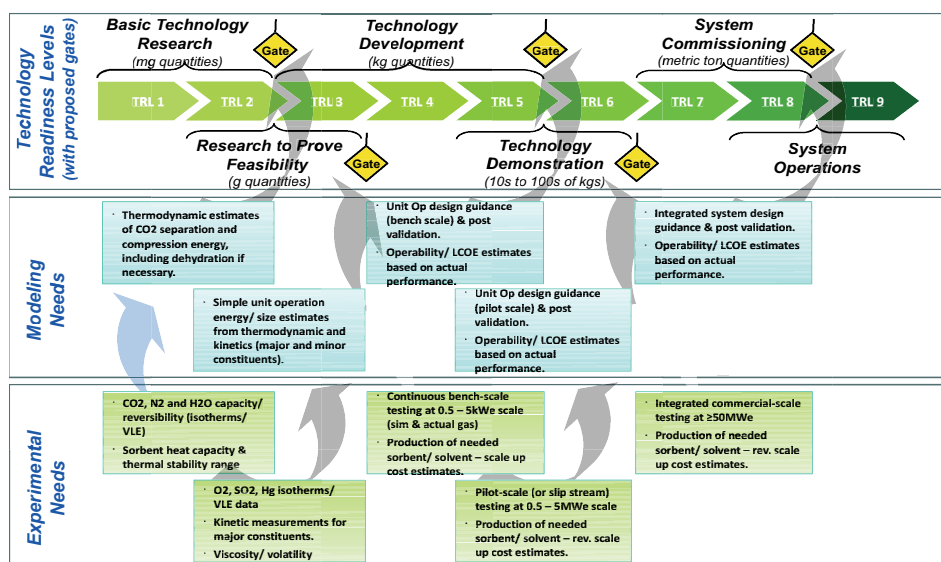 Technology
Readiness Levels
(with proposed gates)
Basic Technology
Research
(mg quantities)
Gate
Technology
Development
(kg quantities)
Gate
System
Commissioning
(metric ton quantities)
Gate
TRL 1
TRL 2
TRL 3
TRL 4
TRL 5
TRL 6
TRL 7
TRL 8
TRL 9
Research to Prove
Feasibility
(g quantities)
Gate
Technology
Demonstration
(10s to 100s of kgs)
Gate
System
Operations
Modeling
Needs
· Thermodynamic estimates
of CO2 separation and
compression energy,
including dehydration if
necessary.
· Unit Op design guidance
(bench scale) & post
validation.
· Operability/ LCOE estimates
based on actual
performance.
· Integrated system design
guidance & post validation.
· Operability/ LCOE estimates
based on actual
performance.
· Simple unit operation
energy/ size estimates
from thermodynamic and
kinetics (major and minor
constituents).
· Unit Op design guidance
(pilot scale) & post
validation.
· Operability/ LCOE estimates
based on actual
performance.
Experimental
Needs
· CO2, N2 and H2O capacity/
reversibility (isotherms/
VLE)
· Sorbent heat capacity &
thermal stability range
· Continuous bench-scale
testing at 0.5 – 5kWe scale
(sim & actual gas)
· Production of needed
sorbent/ solvent – scale up
cost estimates.
· Integrated commercial-scale
testing at ≥50MWe
· Production of needed
sorbent/ solvent – rev. scale
up cost estimates.
· O2, SO2, Hg isotherms/
VLE data
· Kinetic measurements for
major constituents.
· Viscosity/ volatility
· Pilot-scale (or slip stream)
testing at 0.5 – 5MWe scale
· Production of needed
sorbent/ solvent – rev. scale
up cost estimates.